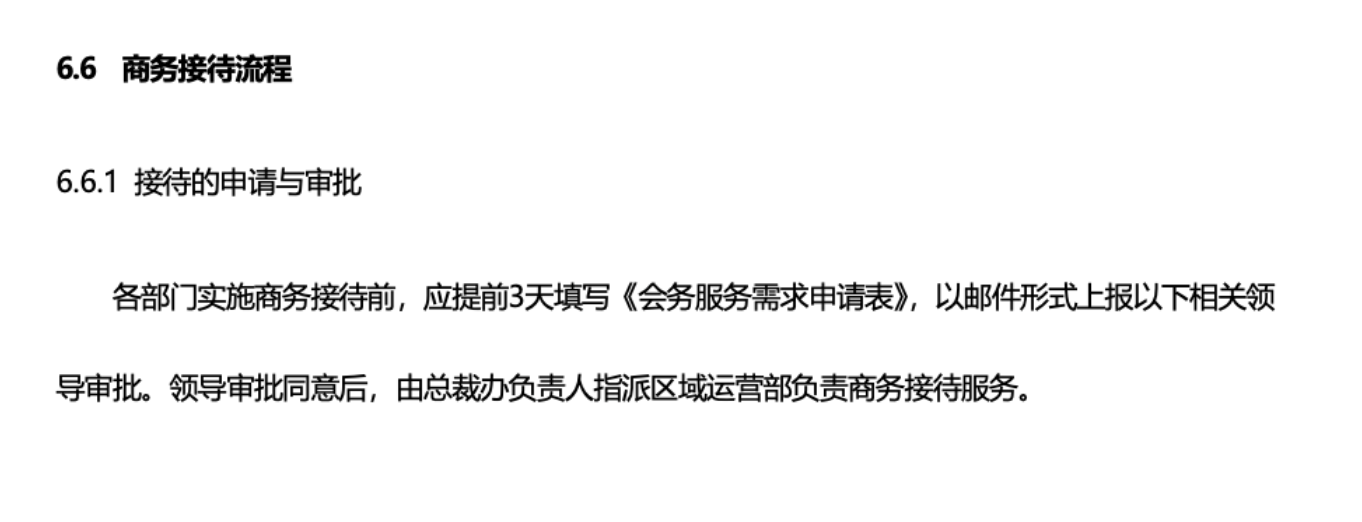 6.6 商务接待流程
6.6.1 接待的申请与审批
各部门实施商务接待前，应提前3天填写《会务服务需求申请表》，以邮件形式上报以下相关领
导审批。领导审批同意后，由总裁办负责人指派区域运营部负责商务接待服务。